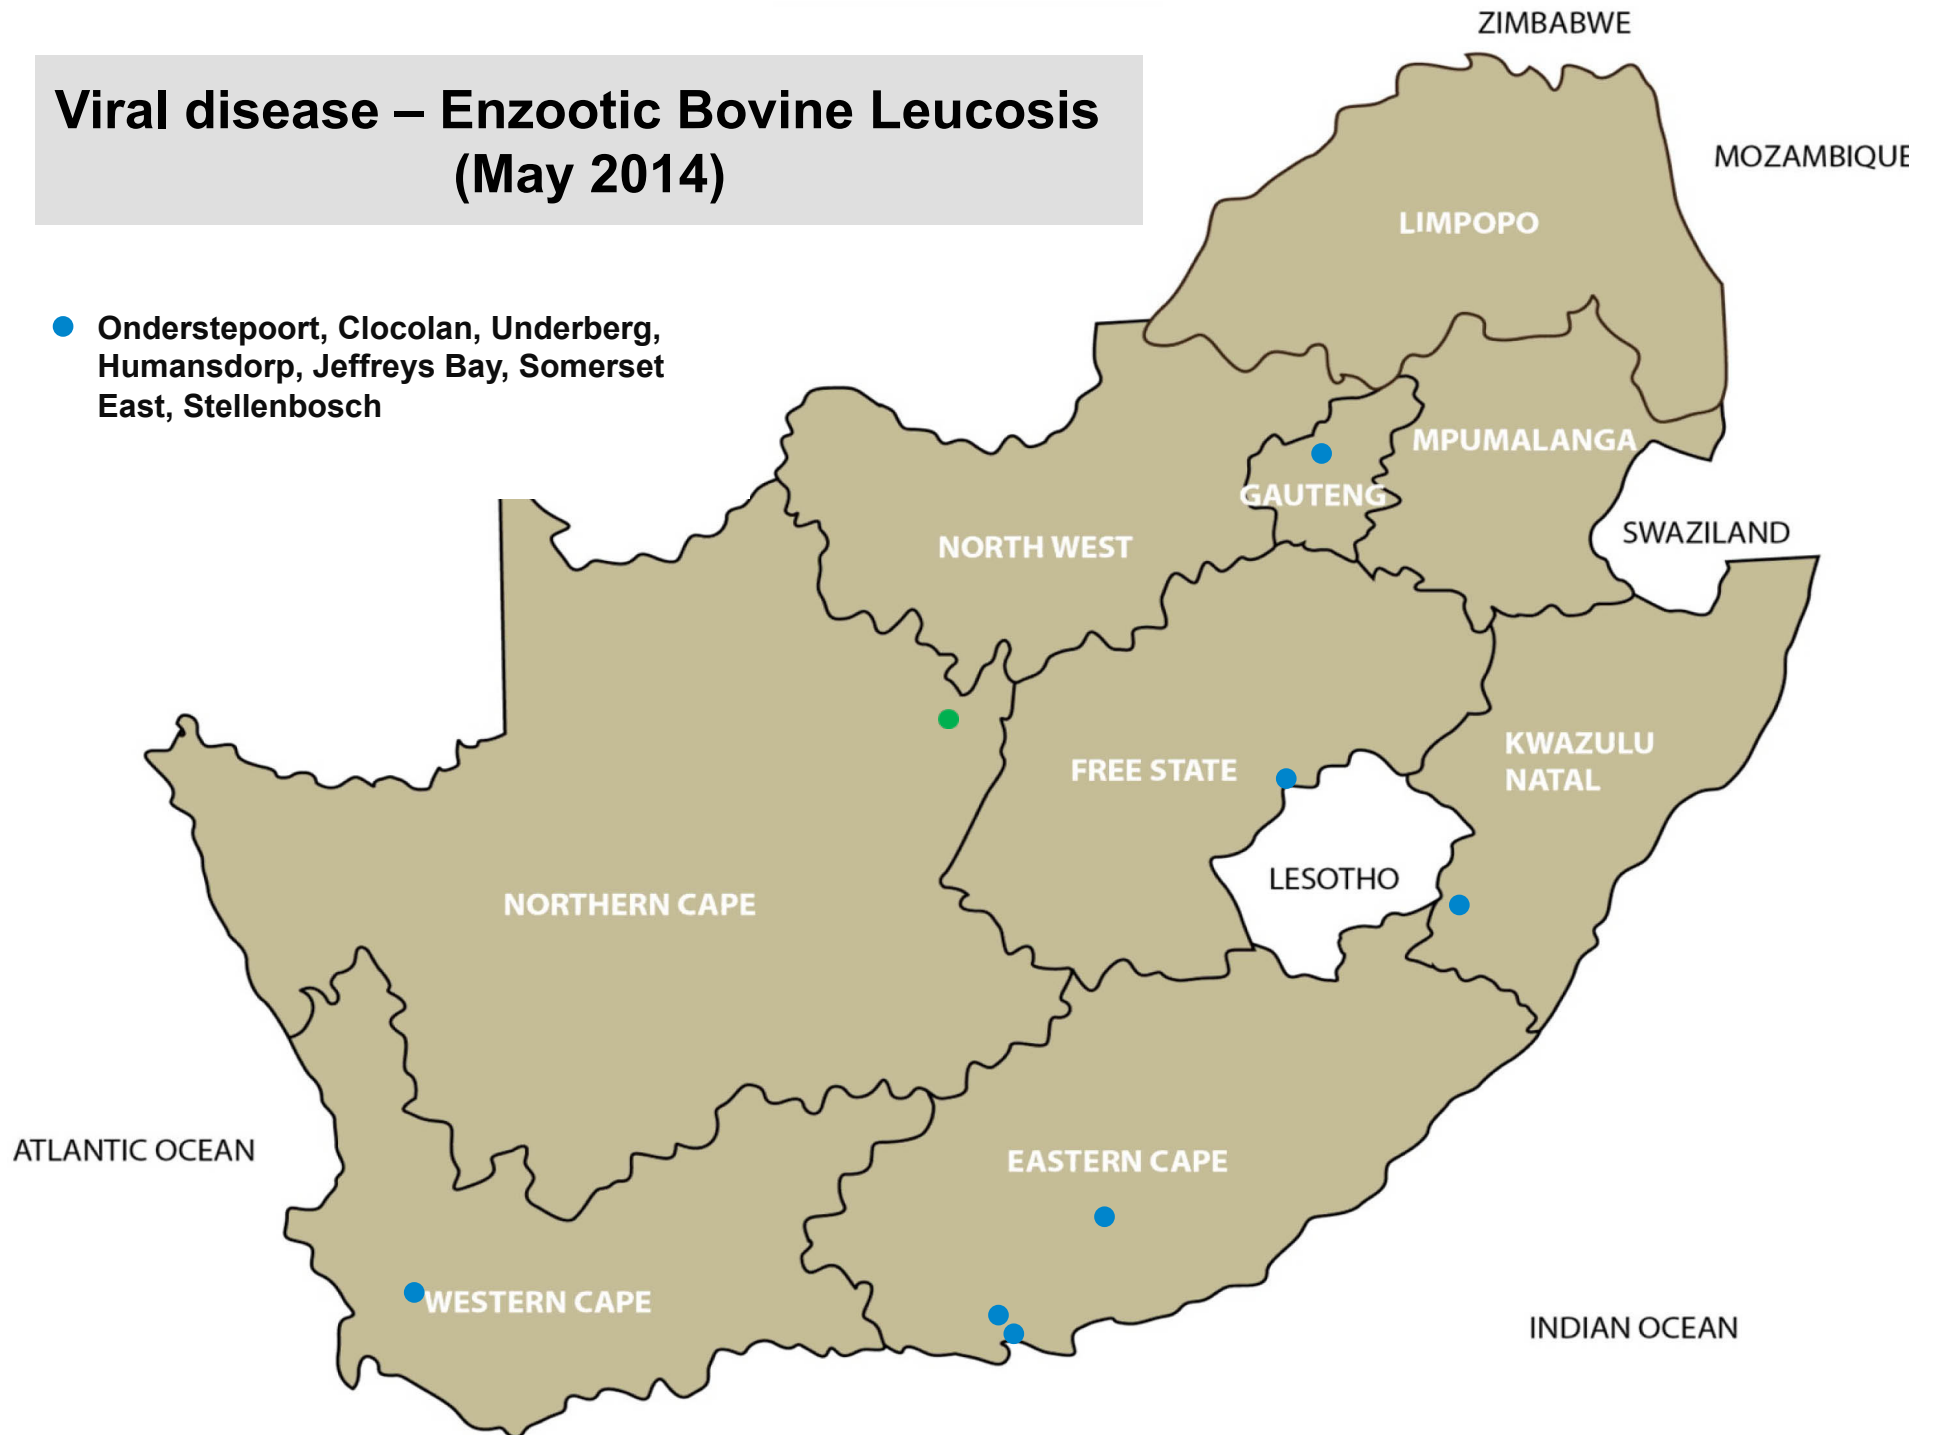 ZIMBABWE
Viral disease – Enzootic Bovine Leucosis
(May 2014)
MOZAMBIQUE
LIMPOPO
Onderstepoort, Clocolan, Underberg,
Humansdorp, Jeffreys Bay, Somerset
East, Stellenbosch
MPUMALANGA
GAUTENG
SWAZILAND
NORTH WEST
KWAZULU
NATAL
FREE STATE
LESOTHO
NORTHERN CAPE
ATLANTIC OCEAN
EASTERN CAPE
WESTERN CAPE
INDIAN OCEAN